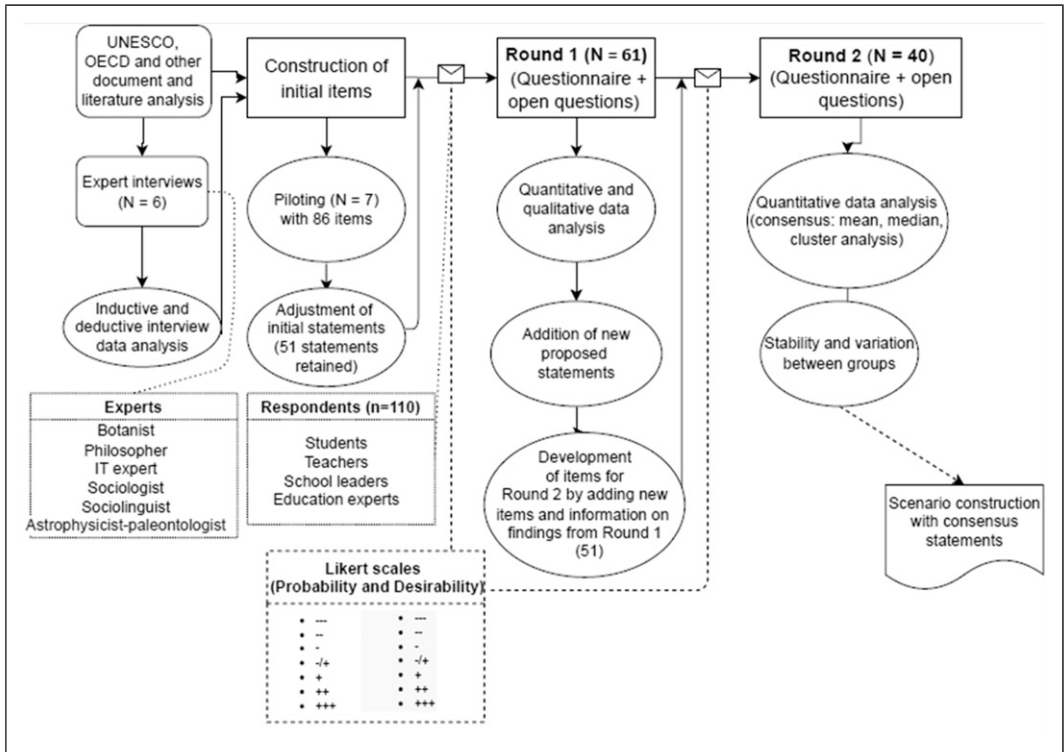 UNESCO,
OECD and other
document and
literature analysis
Expert interviews
(N = 6)
Inductive and
deductive interview
data analysis
Experts
Botanist
Philosopher
IT expert
Sociologist
Sociolinguist
Astrophysicist-paleontologist
Construction of
initial items
Piloting (N = 7)
with 86 items
Adjustment of
initial statements
(51 statements
retained)
Respondents (n=110)
Students
Teachers
School leaders
Education experts
Likert scales
(Probability and Desirability)
• --- • ---
• -- • --
• - • -
• -/+ • -/+
• + • +
• ++ • ++
• +++ • +++
Round 1 (N = 61)
(Questionnaire +
open questions)
Quantitative and
qualitative data
analysis
Addition of new
proposed
statements
Development
of items for
Round 2 by adding new
items and information on
findings from Round 1
(51)
Round 2 (N = 40)
(Questionnaire + open
questions)
Quantitative data analysis
(consensus: mean, median,
cluster analysis)
Stability and variation
between groups
Scenario construction
with consensus
statements